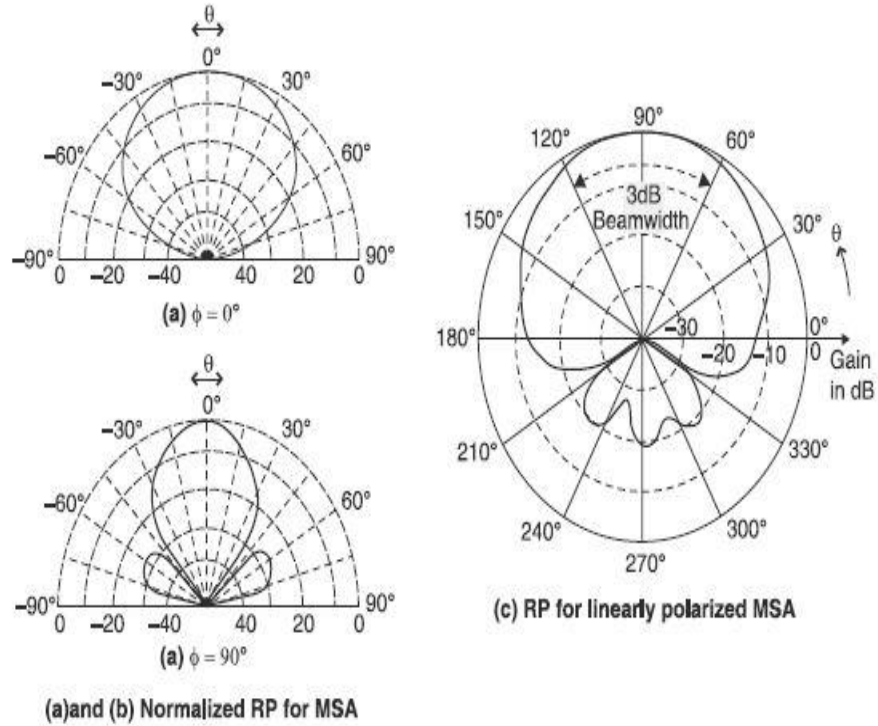 θ
0°
−30° 30°
−60° 60°
−90° 90°
0 −20 −40 40 20 0
(a) ϕ = 0°
θ
0°
−30° 30°
−60° 60°
−90° 90°
0 −20 −40 40 20 0
(a) ϕ = 90°
(a)and (b) Normalized RP for MSA
90°
120° 60°
3dB
Beamwidth
150° 30°
θ
180° 0°
−30
−20 −10 0
Gain
in dB
210° 330°
240° 300°
270°
(c) RP for linearly polarized MSA